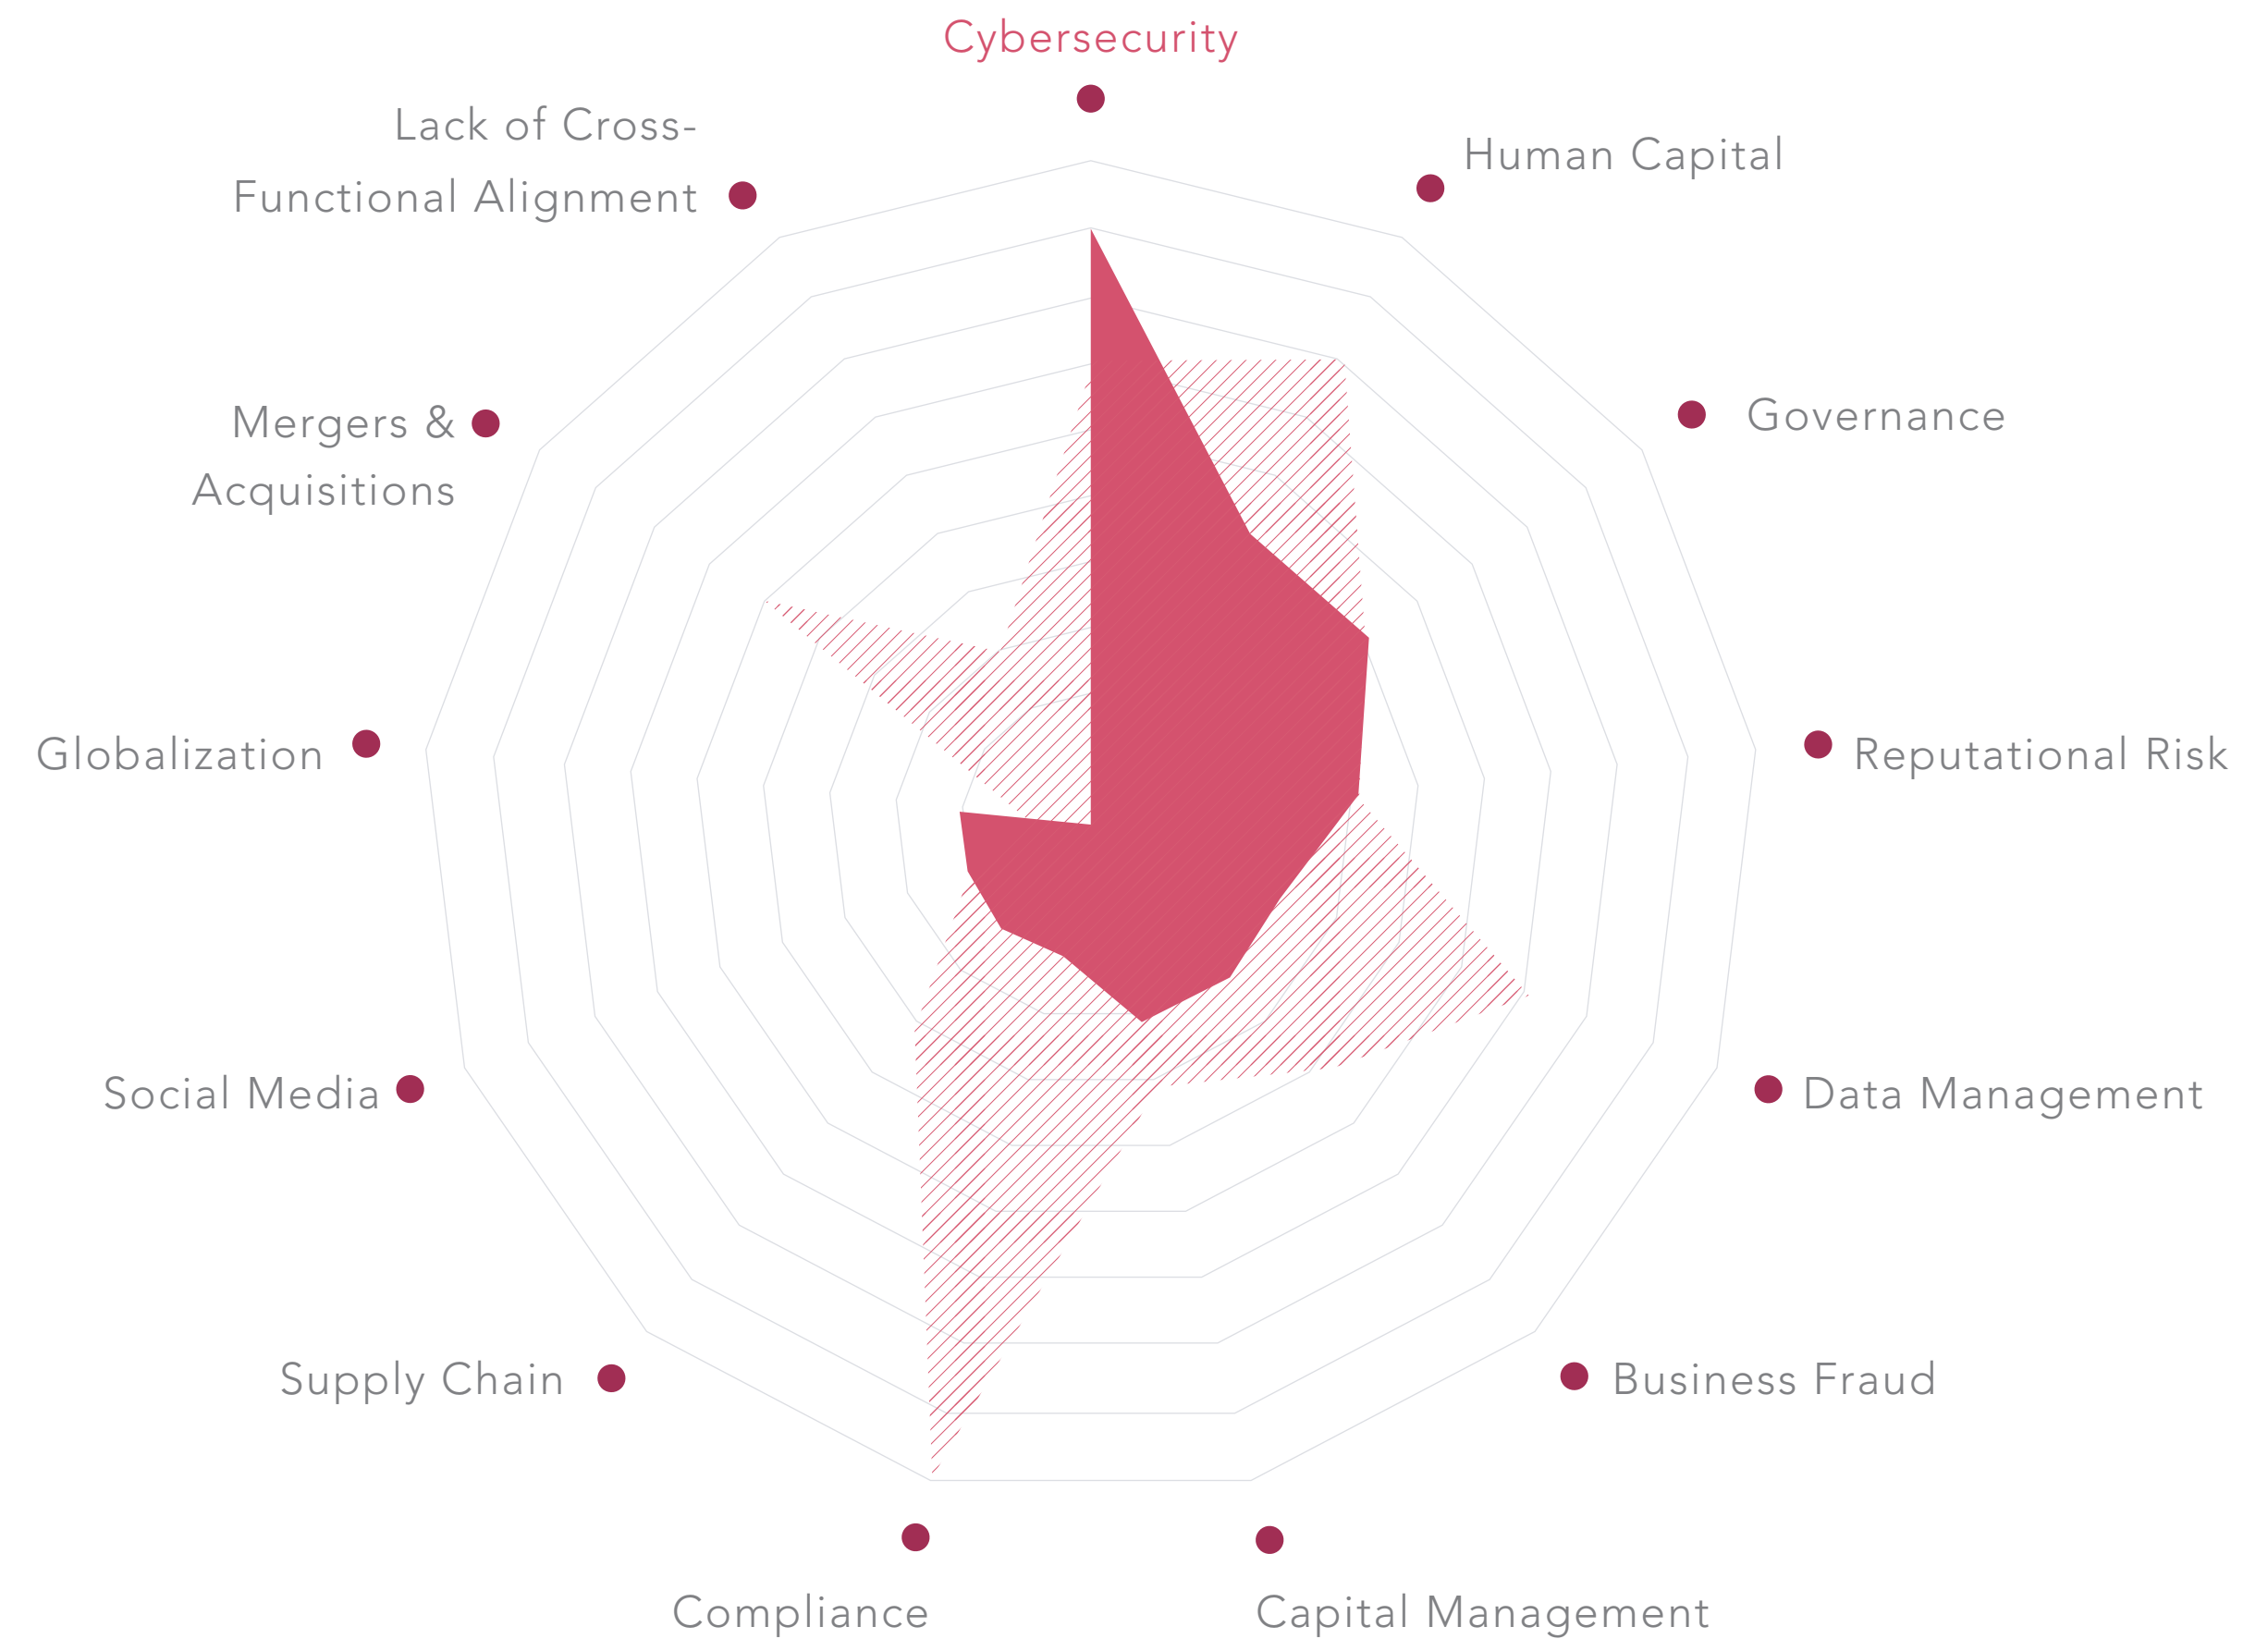 Cybersecurity
Lack of Cross-
Functional Alignment
Human Capital
Mergers &
Acquisitions
Governance
Globalization
Reputational Risk
Social Media
Data Management
Supply Chain
Business Fraud
Compliance
Capital Management